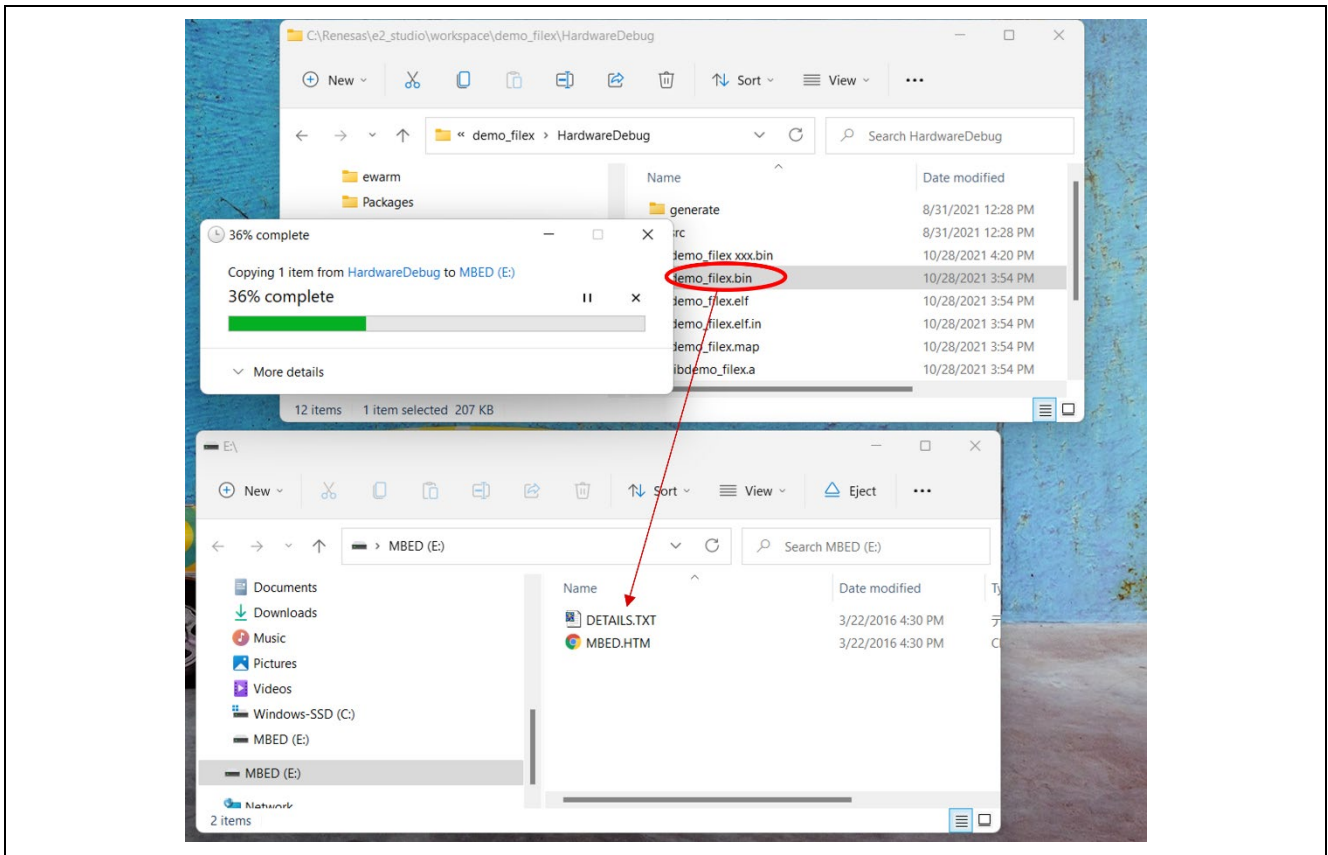 C:\Renesas\e2_studio\workspace\demo_filex\HardwareDebug
New Sort View
« demo_filex > HardwareDebug Search HardwareDebug
ewarm
Packages
Name Date modified
generate 8/31/2021 12:28 PM
src 8/31/2021 12:28 PM
demo_filex xxx.bin 10/28/2021 4:20 PM
demo_filex.bin 10/28/2021 3:54 PM
demo_filex.elf 10/28/2021 3:54 PM
demo_filex.elf.in 10/28/2021 3:54 PM
demo_filex.map 10/28/2021 3:54 PM
libdemo_filex.a 10/28/2021 3:54 PM
36% complete
Copying 1 item from HardwareDebug to MBED (E:)
36% complete
More details
12 items 1 item selected 207 KB
E:\
New Sort View Eject
> MBED (E:) Search MBED (E:)
Documents
Downloads
Music
Pictures
Videos
Windows-SSD (C:)
MBED (E:)
MBED (E:)
Network
Name Date modified
DETAILS.TXT 3/22/2016 4:30 PM
MBED.HTM 3/22/2016 4:30 PM
2 items